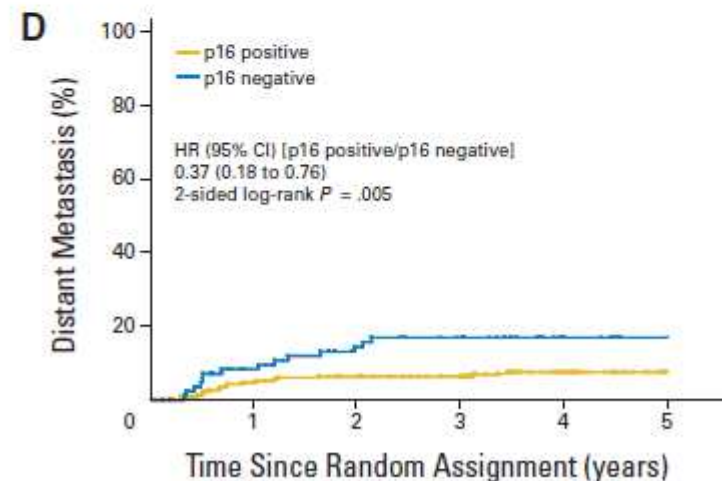 D
Distant Metastasis (%)
100
80
60
40
20
0
p16 positive
p16 negative
HR (95% CI) [p16 positive/p16 negative]
0.37 (0.18 to 0.76)
2-sided log-rank P = .005
1 2 3 4 5
Time Since Random Assignment (years)